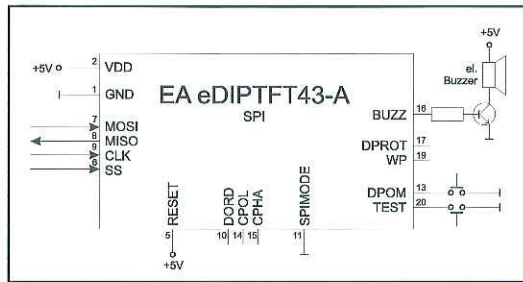 +5V
el.
Buzzer
+5V
2 VDD
1 GND
EA eDIPTFT43-A
SPI
BUZZ 16
7 MOSI
8 MISO
9 CLK
6 SS
DPROT 17
WP 19
DPOM 13
TEST 20
RESET
DORD
CPOL
CPHA
SPIMODE
5
10
14
15
11
+5V